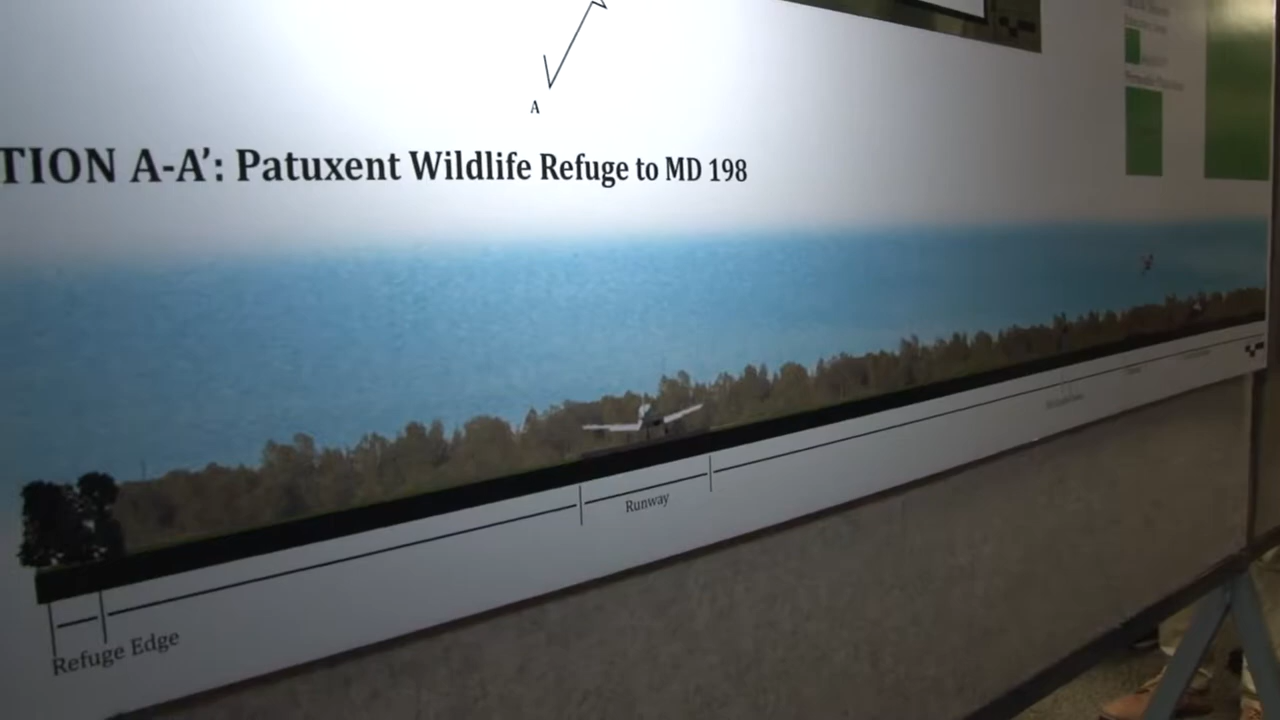 A
TION A-A’: Patuxent Wildlife Refuge to MD 198
Runway
Refuge Edge